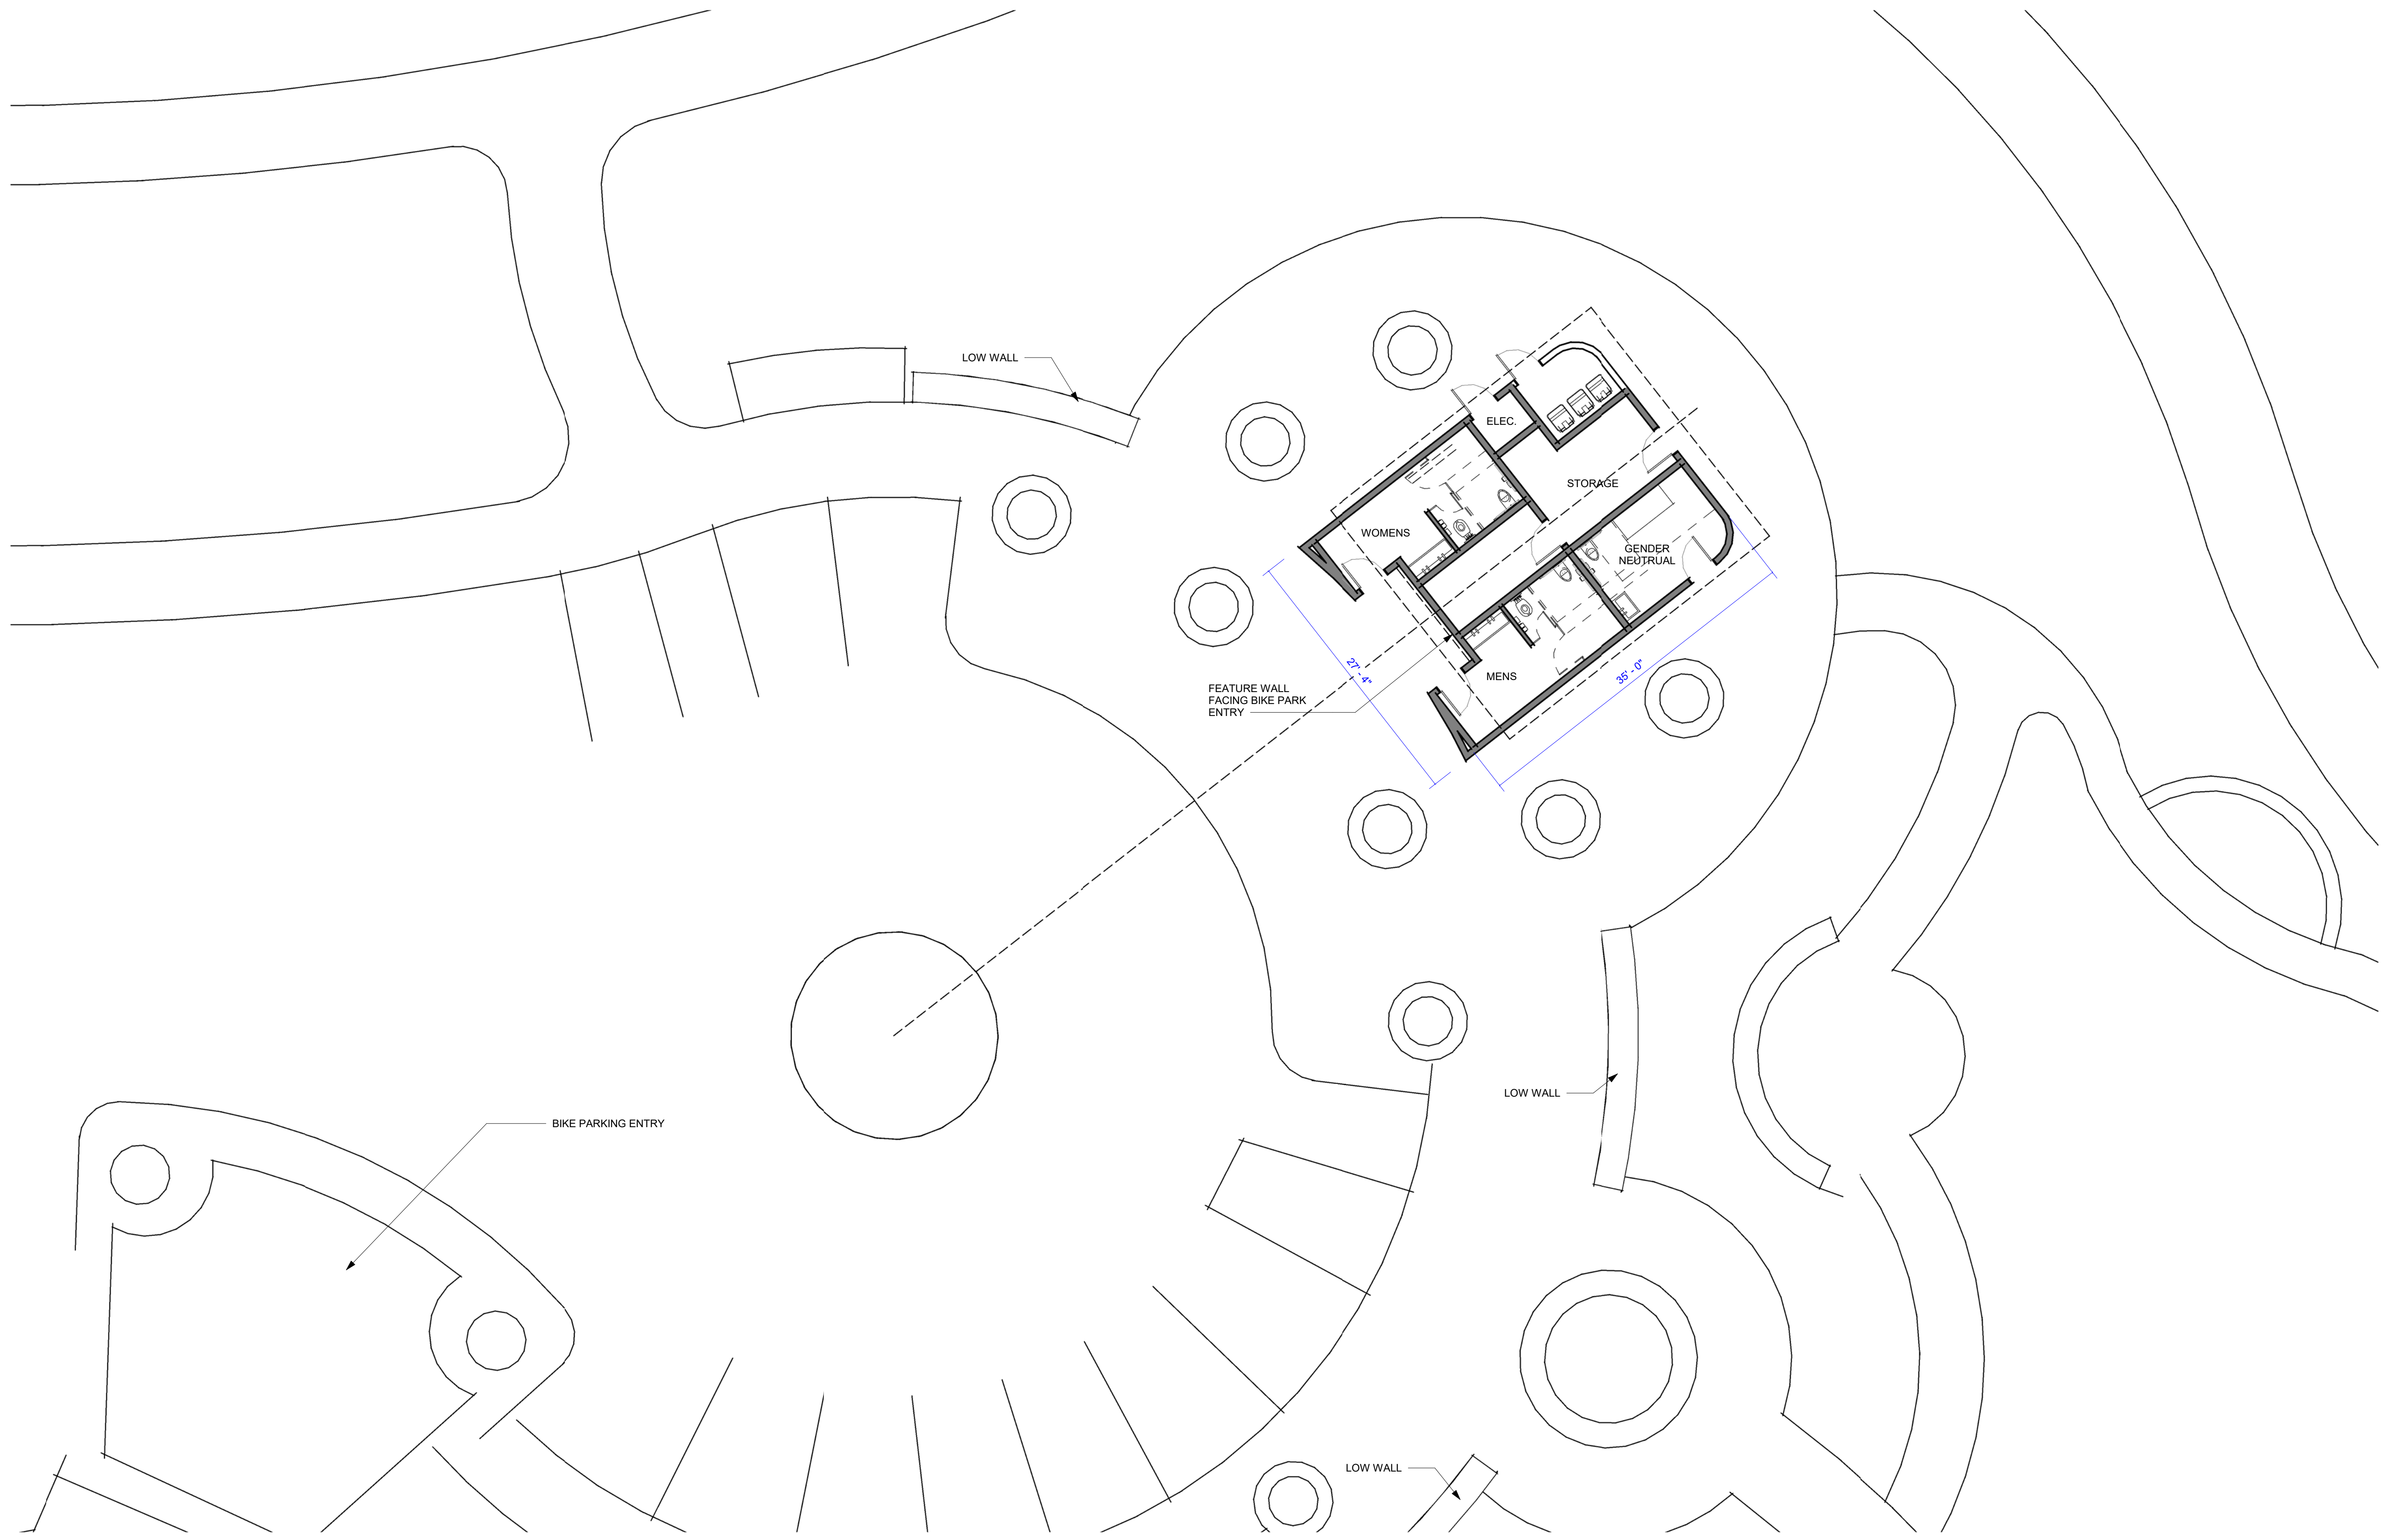 LOW WALL
ELEC.
STORAGE
WOMENS
GENDER
NEUTRUAL
27' - 4"
35' - 0"
MENS
FEATURE WALL
FACING BIKE PARK
ENTRY
LOW WALL
BIKE PARKING ENTRY
LOW WALL